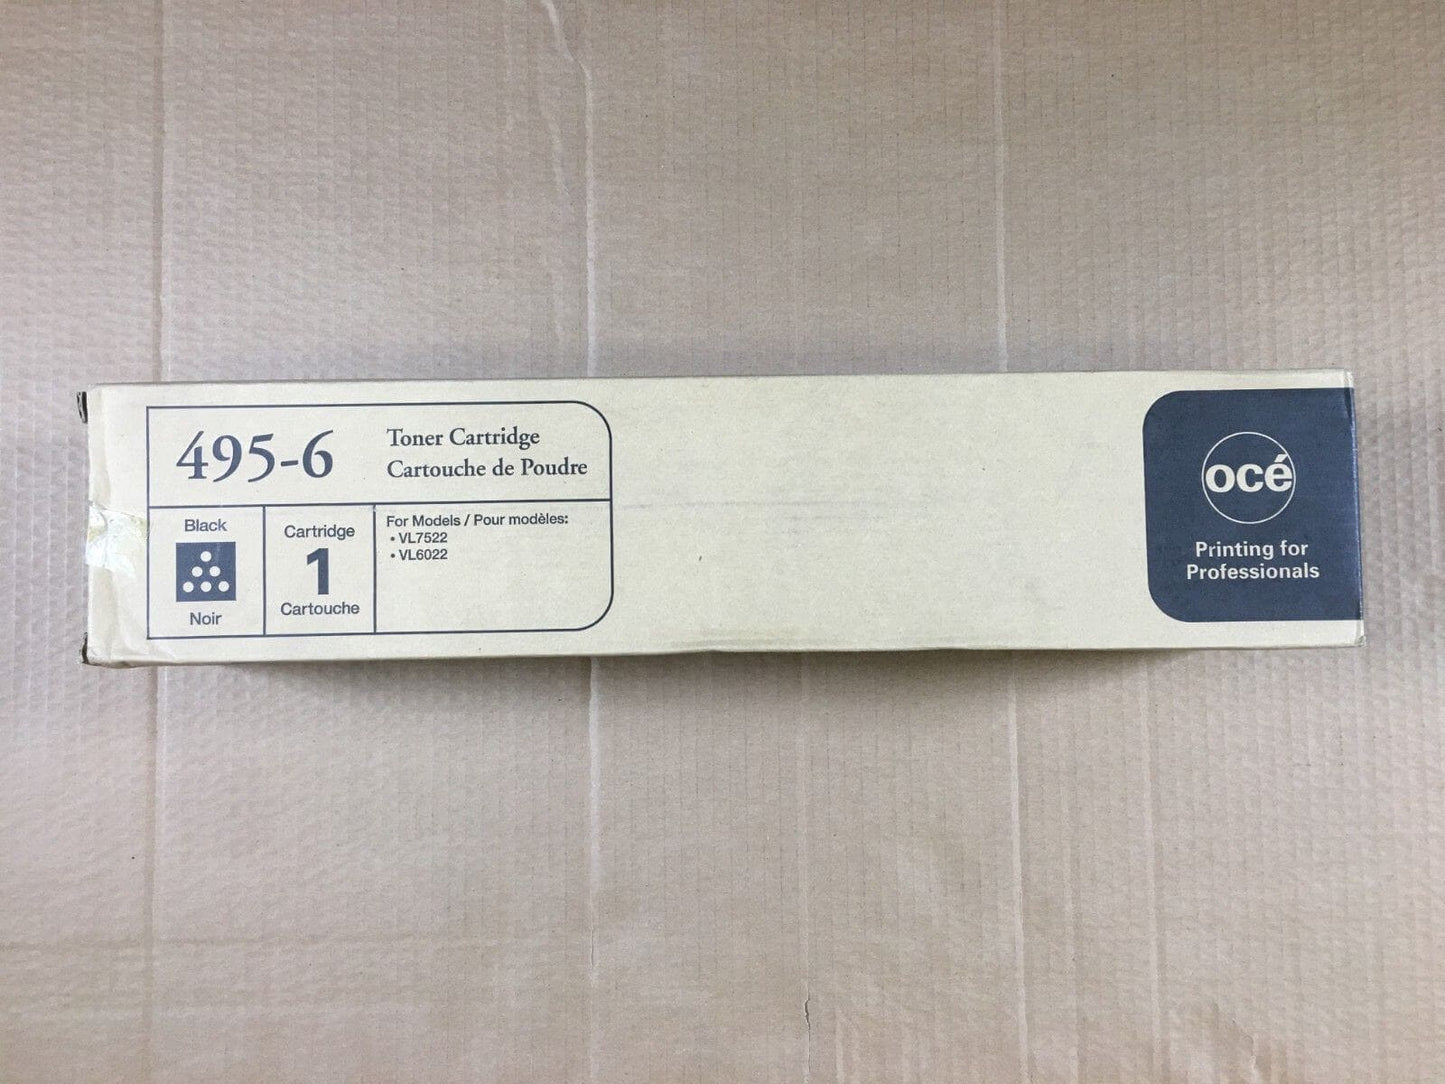 495-6
Toner Cartridge
Cartouche de Poudre
Black
Noir
Cartridge
1
Cartouche
For Models / Pour modèles:
• VL7522
• VL6022
océ
Printing for
Professionals